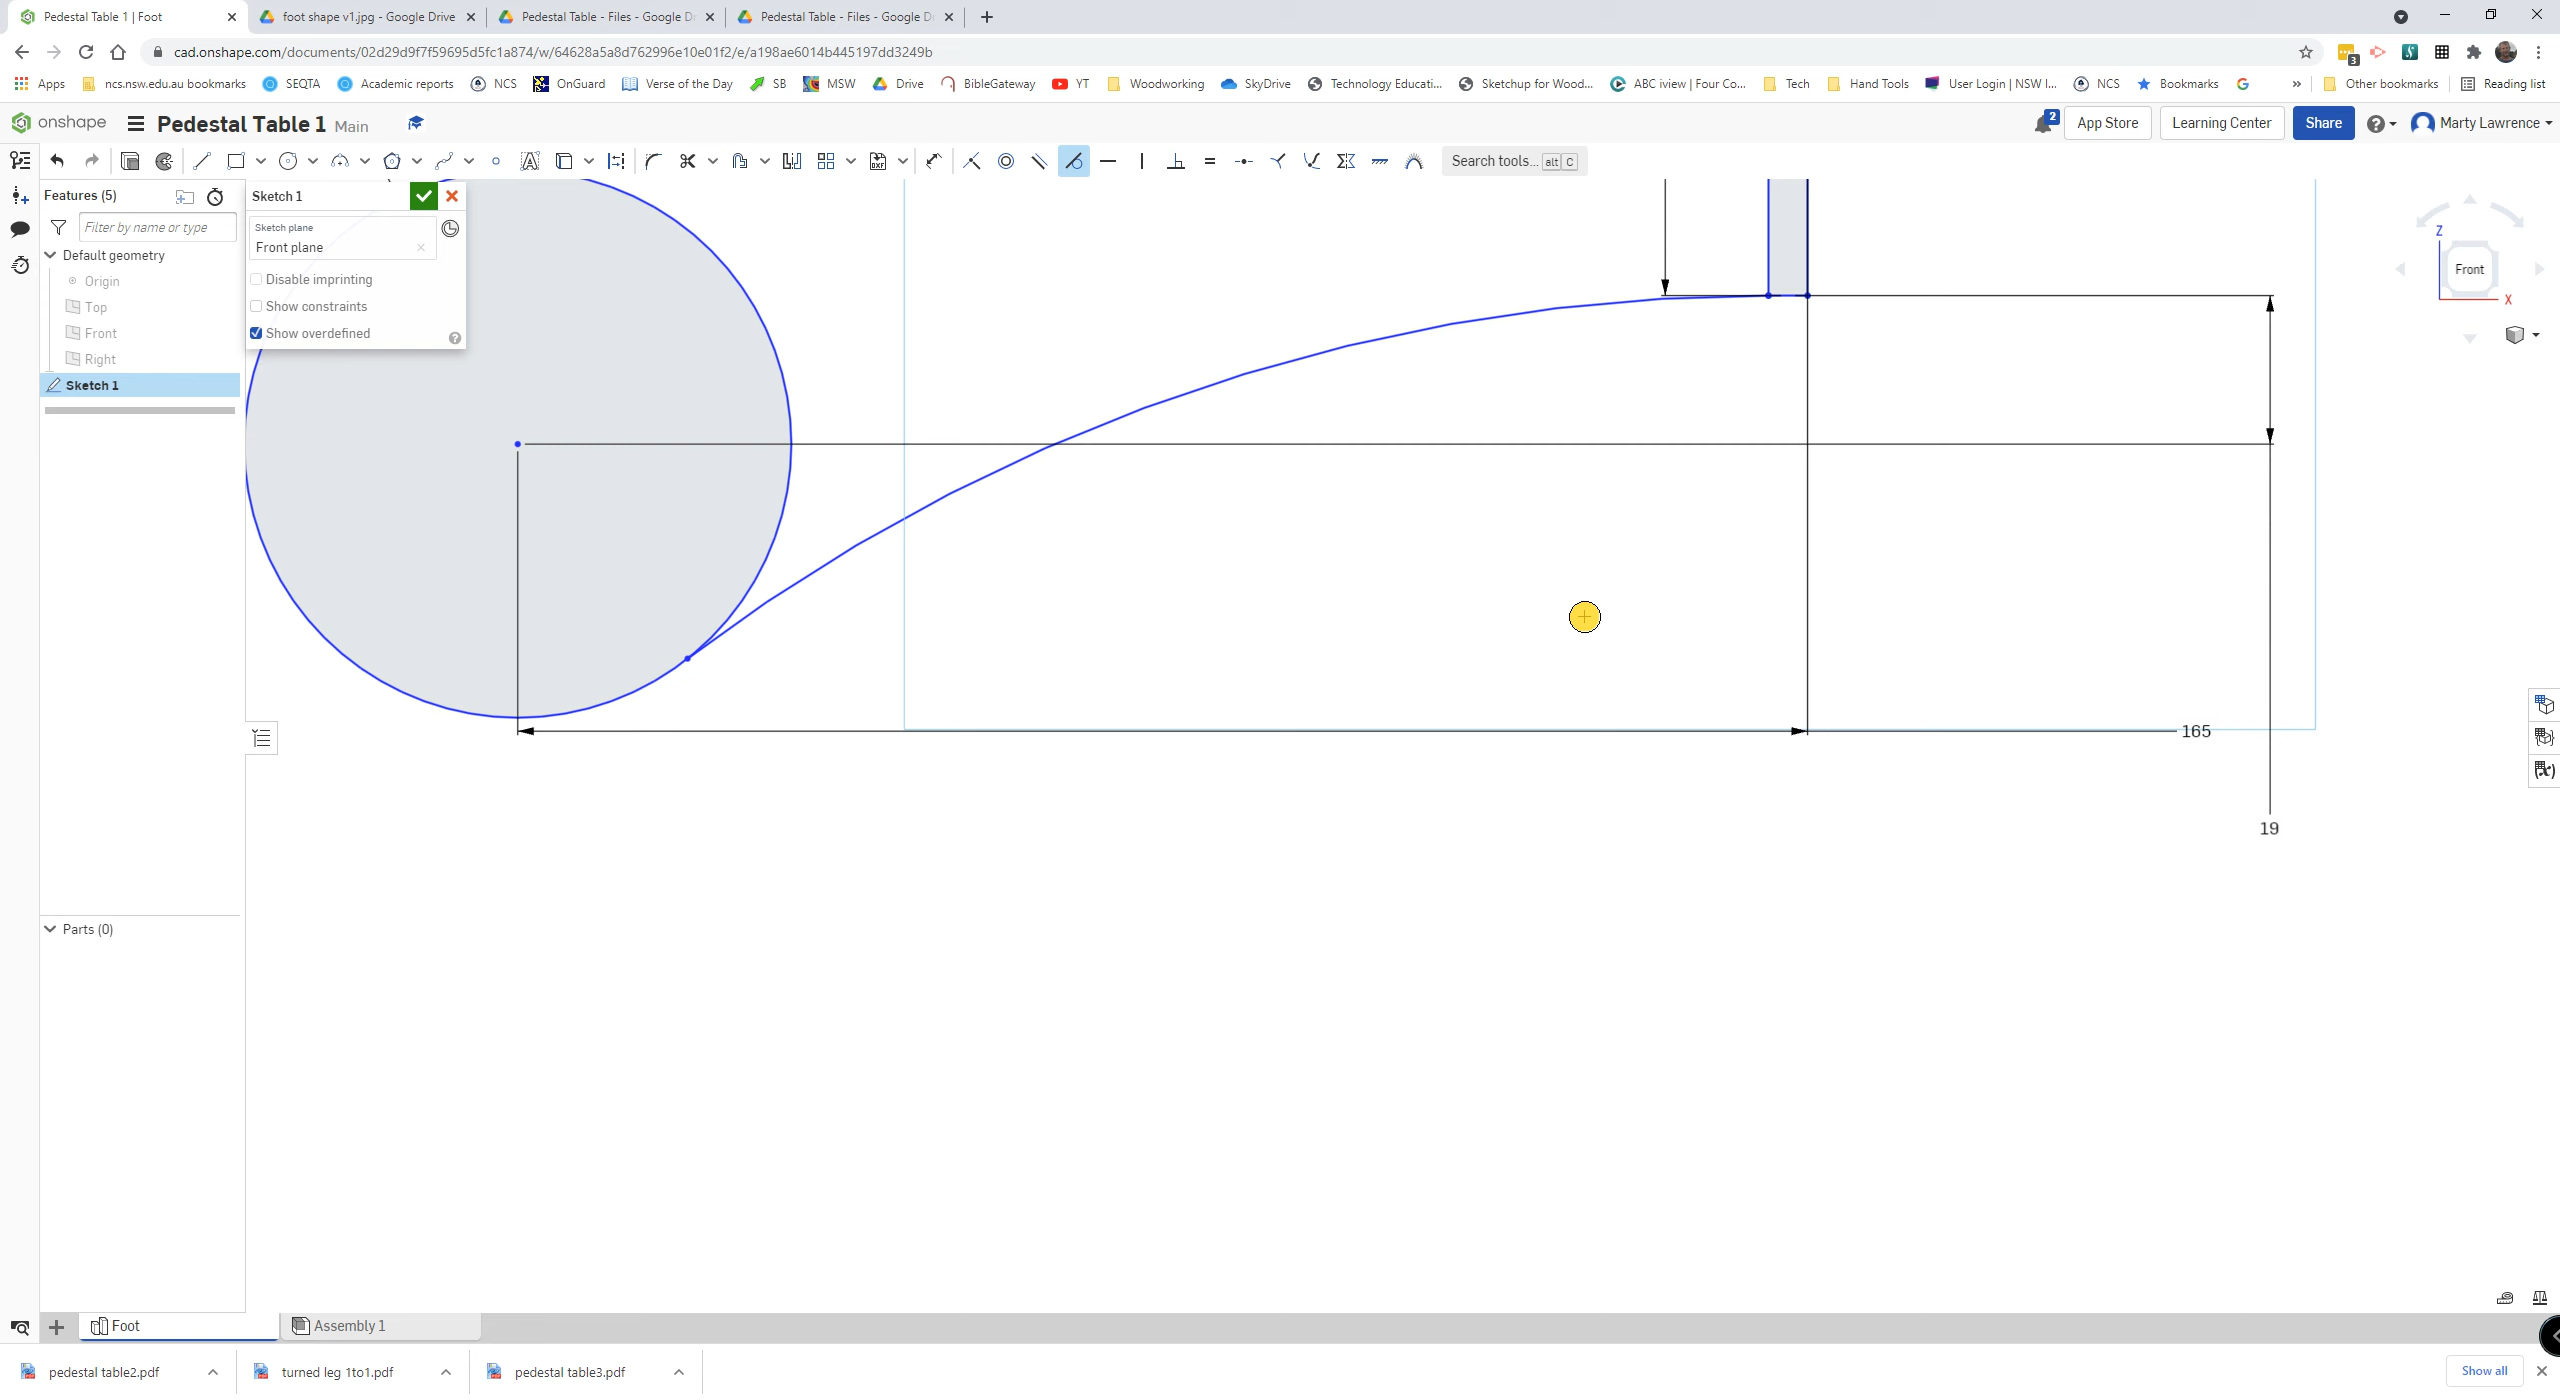 Pedestal Table 1 | Foot
foot shape v1.jpg - Google Drive
Pedestal Table - Files - Google D
Pedestal Table - Files - Google D
cad.onshape.com/documents/02d29d9f7f59695d5fc1a874/w/64628a5a8d762996e10e01f2/e/a198ae6014b445197dd3249b
3
Apps
ncs.nsw.edu.au bookmarks
SEQTA
Academic reports
NCS
OnGuard
Verse of the Day
SB
MSW
Drive
BibleGateway
YT
Woodworking
SkyDrive
Technology Educati...
Sketchup for Wood...
ABC iview | Four Co...
Tech
Hand Tools
User Login | NSW I...
NCS
Bookmarks
»
Other bookmarks
Reading list
onshape
Pedestal Table 1 Main
2
App Store
Learning Center
Share
Marty Lawrence
Search tools... alt C
Features (5)
Filter by name or type
Default geometry
Origin
Top
Front
Right
Sketch 1
Sketch 1
Sketch plane
Front plane
Disable imprinting
Show constraints
Show overdefined
Z
Front
X
165
19
Parts (0)
Foot
Assembly 1
pedestal table2.pdf
turned leg 1to1.pdf
pedestal table3.pdf
Show all